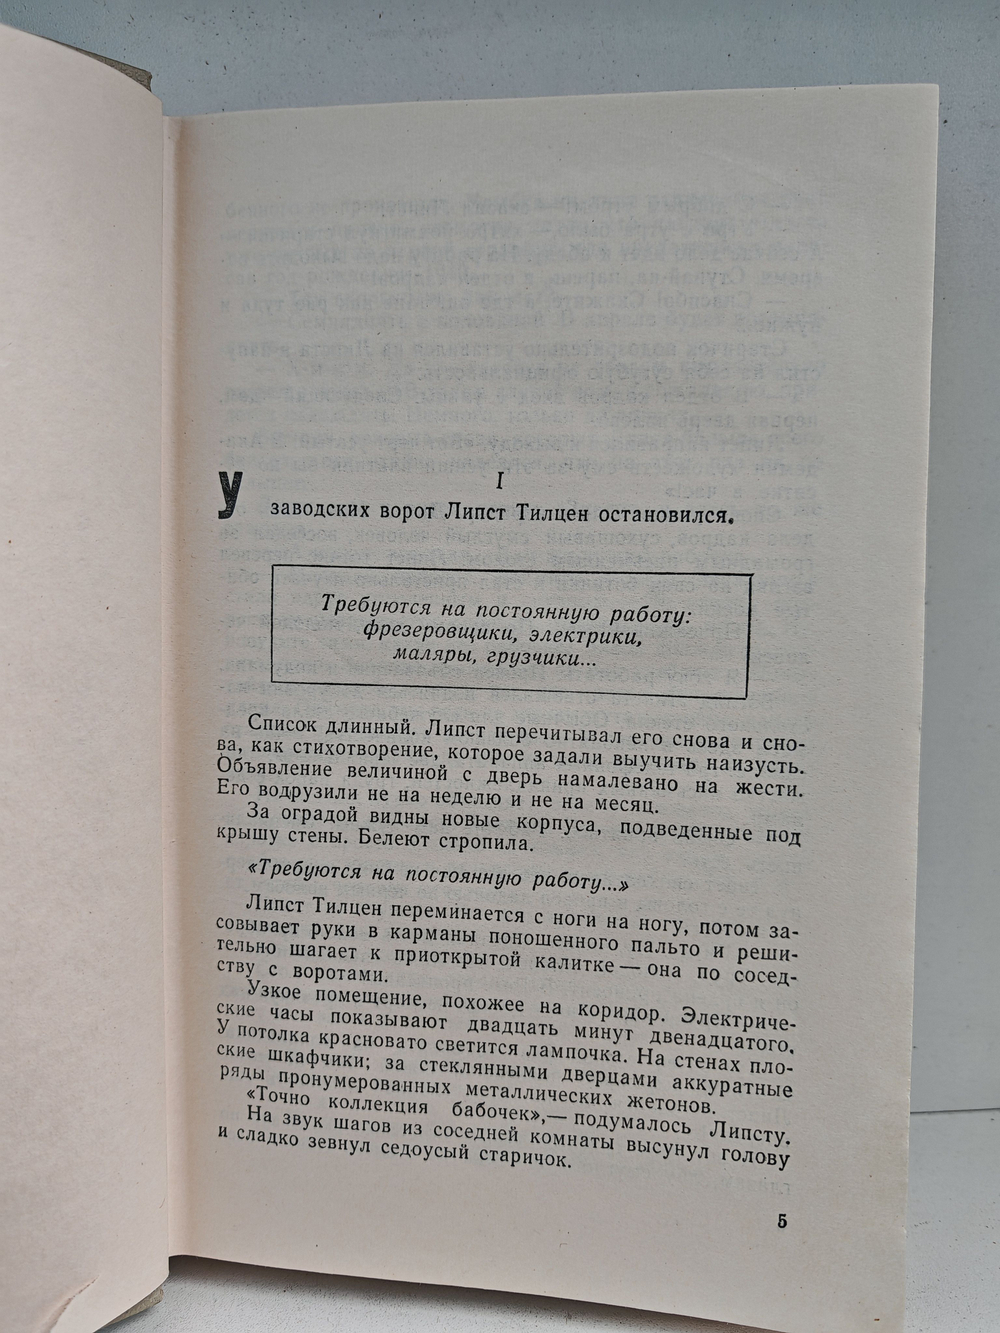 I
У заводских ворот Липст Тилцен остановился.
Требуются на постоянную работу:
фрезеровщики, электрики,
маляры, грузчики...
Список длинный. Липст перечитывал его снова и сно-
ва, как стихотворение, которое задали выучить наизусть.
Объявление величиной с дверь намалевано на жести.
Его водрузили не на неделю и не на месяц.
За оградой видны новые корпуса, подведенные под
крышу стены. Белеют стропила.
«Требуются на постоянную работу...»
Липст Тилцен переминается с ноги на ногу, потом за-
совывает руки в карманы поношенного пальто и реши-
тельно шагает к приоткрытой калитке — она по сосед-
ству с воротами.
Узкое помещение, похожее на коридор. Электриче-
ские часы показывают двадцать минут двенадцатого.
У потолка красновато светится лампочка. На стенах пло-
ские шкафчики; за стеклянными дверцами аккуратные
ряды пронумерованных металлических жетонов.
«Точно коллекция бабочек»,— подумалось Липсту.
На звук шагов из соседней комнаты высунул голову
и сладко зевнул седоусый старичок.
5